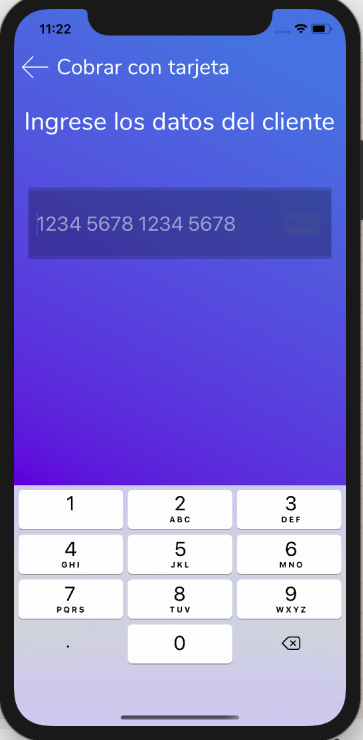 11:22
Cobrar con tarjeta
Ingrese los datos del cliente
1234 5678 1234 5678
1 2 3
ABC DEF
4 5 6
GHI JKL MNO
7 8 9
PQRS TUV WXYZ
. 0